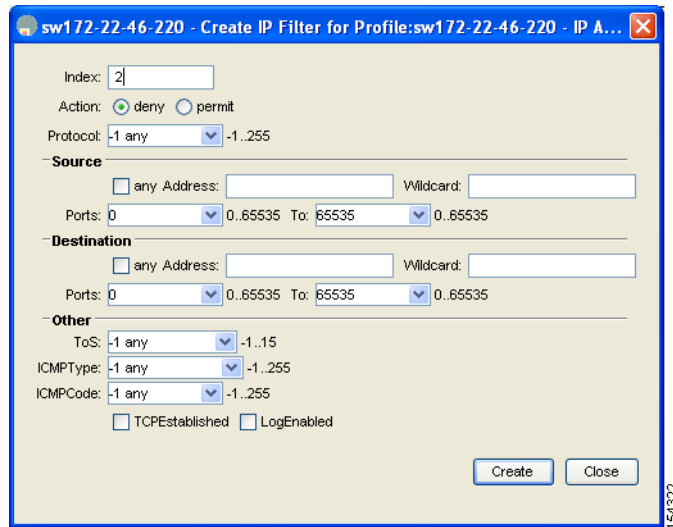 sw172-22-46-220 - Create IP Filter for Profile:sw172-22-46-220 - IP A...
Index: 2
Action: deny permit
Protocol: -1 any -1..255
Source
any Address: Wildcard:
Ports: 0 0..65535 To: 65535 0..65535
Destination
any Address: Wildcard:
Ports: 0 0..65535 To: 65535 0..65535
Other
ToS: -1 any -1..15
ICMPType: -1 any -1..255
ICMPCode: -1 any -1..255
TCPEstablished LogEnabled
Create Close
154322